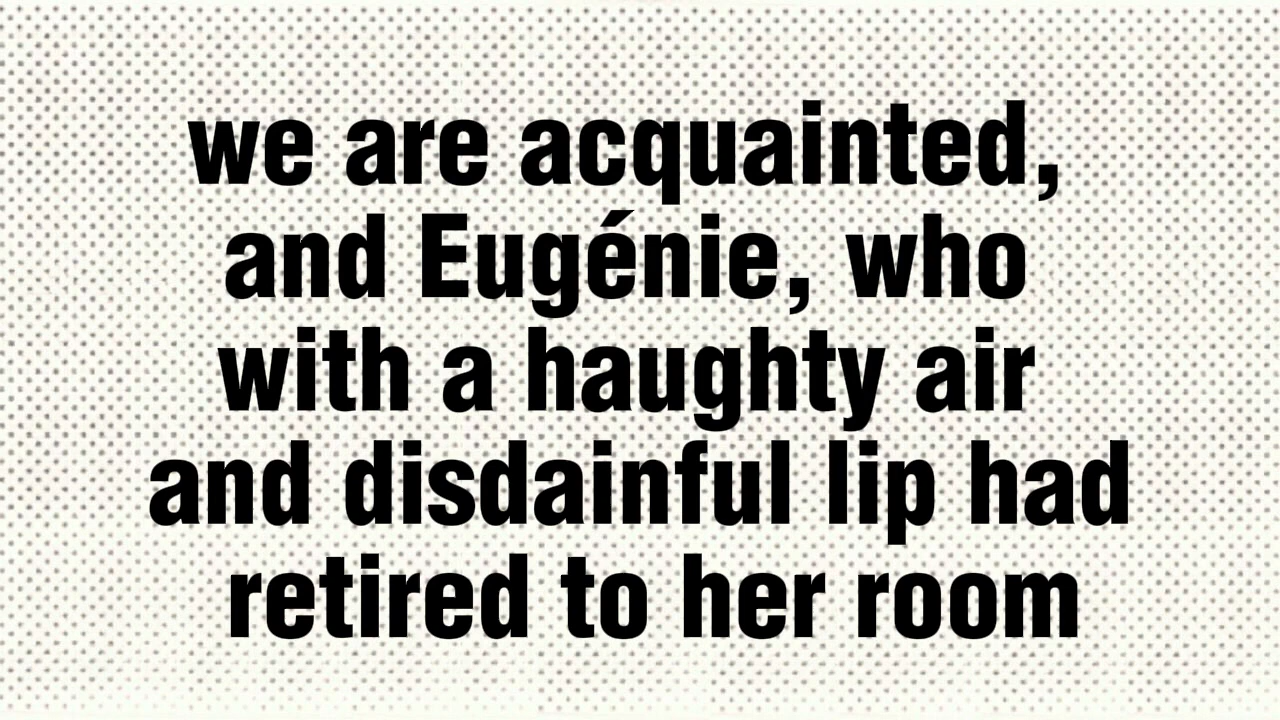 we are acquainted,
and Eugénie, who
with a haughty air
and disdainful lip had
retired to her room